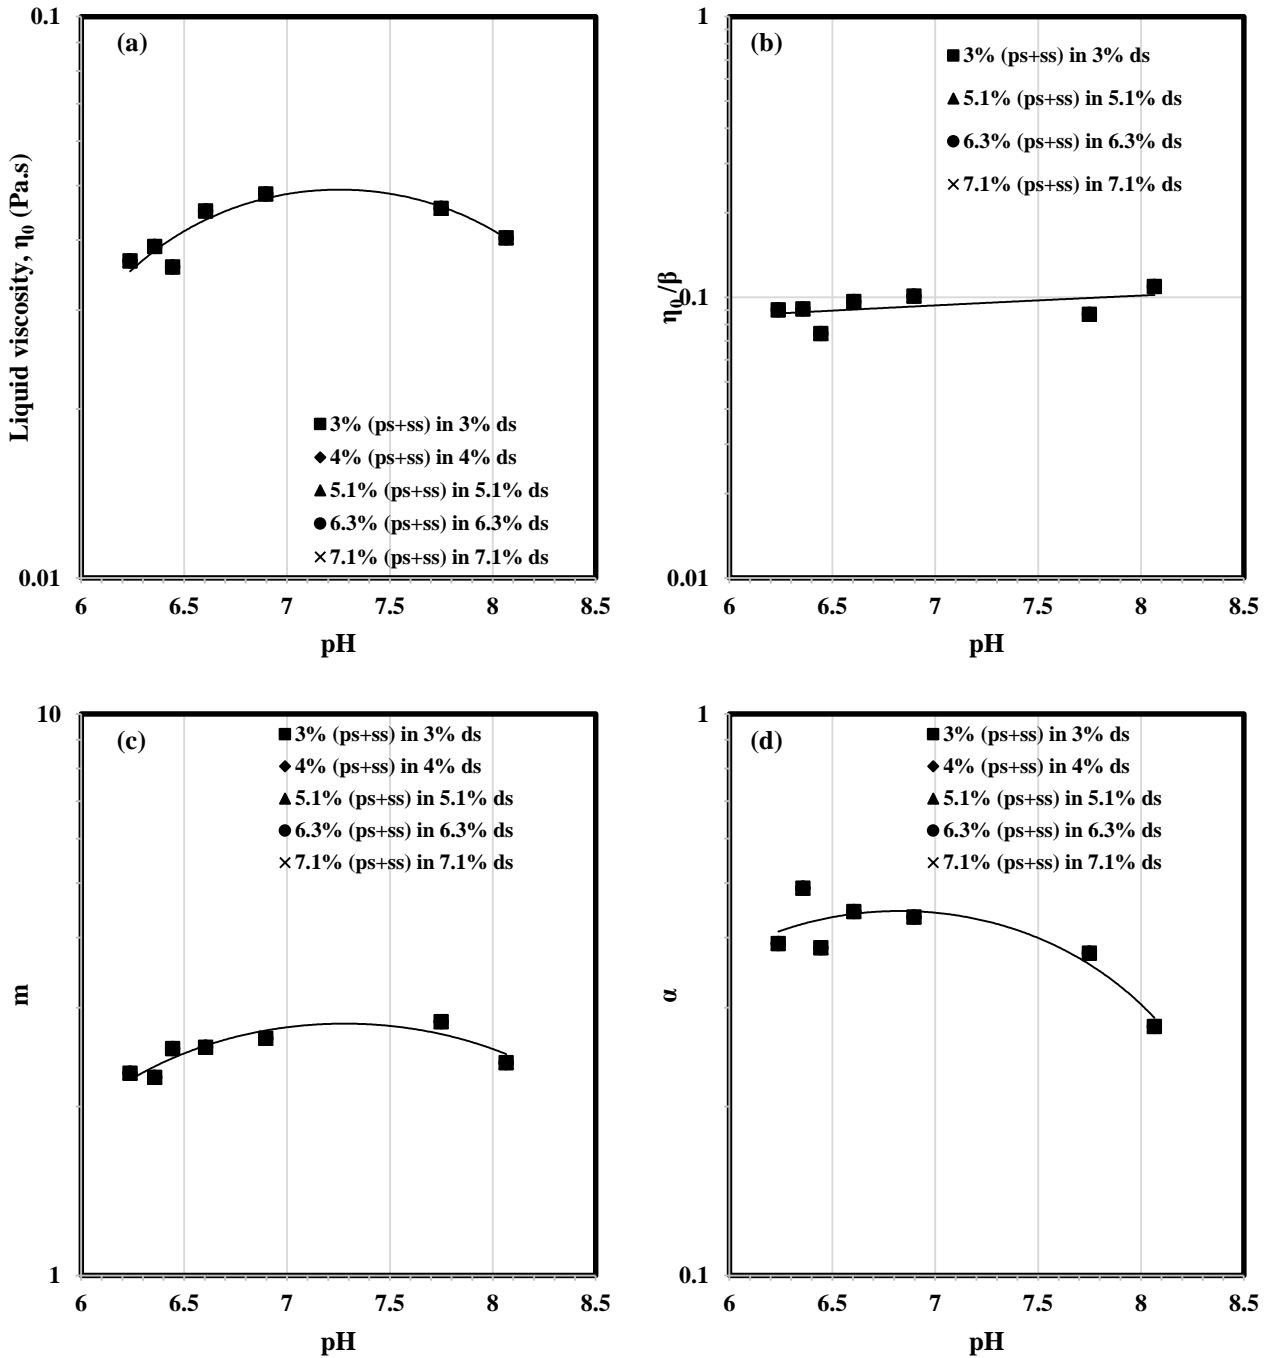 (a)
0.1
0.01
Liquid viscosity, η0 (Pa.s)
3% (ps+ss) in 3% ds
4% (ps+ss) in 4% ds
5.1% (ps+ss) in 5.1% ds
6.3% (ps+ss) in 6.3% ds
7.1% (ps+ss) in 7.1% ds
6 6.5 7 7.5 8 8.5
pH
(b)
1
0.1
0.01
η0/β
3% (ps+ss) in 3% ds
5.1% (ps+ss) in 5.1% ds
6.3% (ps+ss) in 6.3% ds
7.1% (ps+ss) in 7.1% ds
6 6.5 7 7.5 8 8.5
pH
(c)
10
1
m
3% (ps+ss) in 3% ds
4% (ps+ss) in 4% ds
5.1% (ps+ss) in 5.1% ds
6.3% (ps+ss) in 6.3% ds
7.1% (ps+ss) in 7.1% ds
6 6.5 7 7.5 8 8.5
pH
(d)
1
0.1
α
3% (ps+ss) in 3% ds
4% (ps+ss) in 4% ds
5.1% (ps+ss) in 5.1% ds
6.3% (ps+ss) in 6.3% ds
7.1% (ps+ss) in 7.1% ds
6 6.5 7 7.5 8 8.5
pH